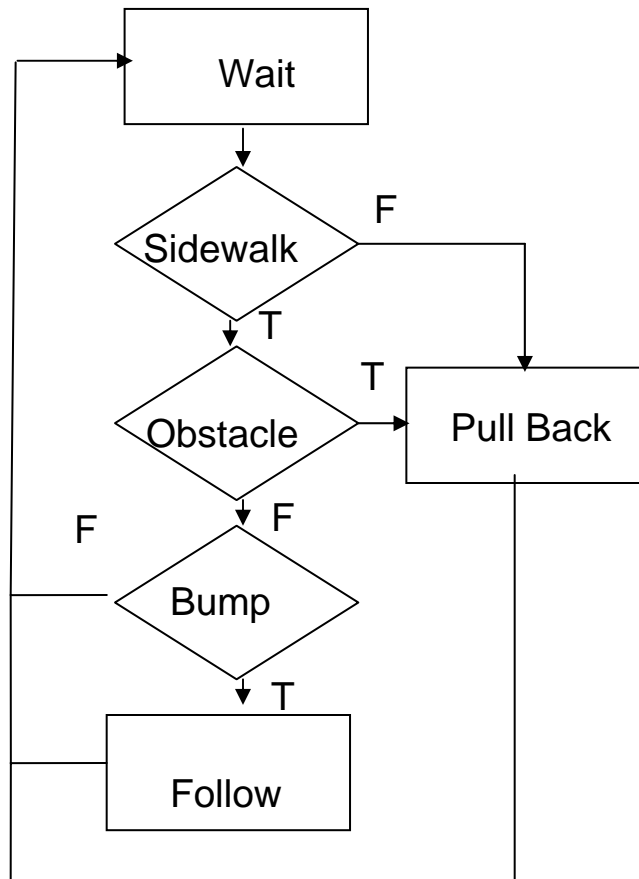 Wait
F
Sidewalk
T
T
Obstacle
Pull Back
F
F
Bump
T
Follow